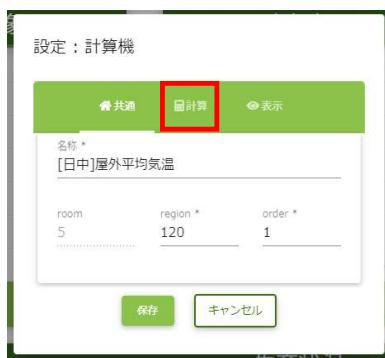 設定：計算機
共通 計算 表示
名称 *
[日中]屋外平均気温
room region * order *
5 120 1
保存 キャンセル